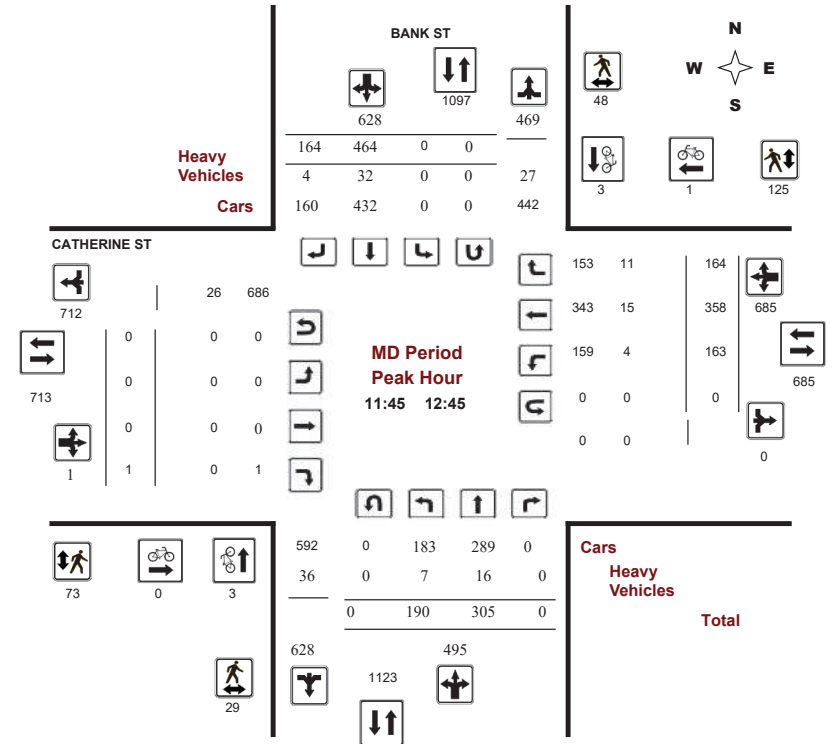 BANK ST
N
W E
S
1097
628 469
48
164 464 0 0
Heavy
Vehicles
4 32 0 0 27
Cars
160 432 0 0 442
3 1 125
CATHERINE ST
712
26 686
0 0 0
713
0 0 0
0 0 0
1
1 0 1
MD Period
Peak Hour
11:45 12:45
153 11 164
343 15 358 685
159 4 163
685
0 0 0
0 0
0
592 0 183 289 0
Cars
36 0 7 16 0
Heavy
Vehicles
0 190 305 0
Total
73 0 3
628 495
1123
29